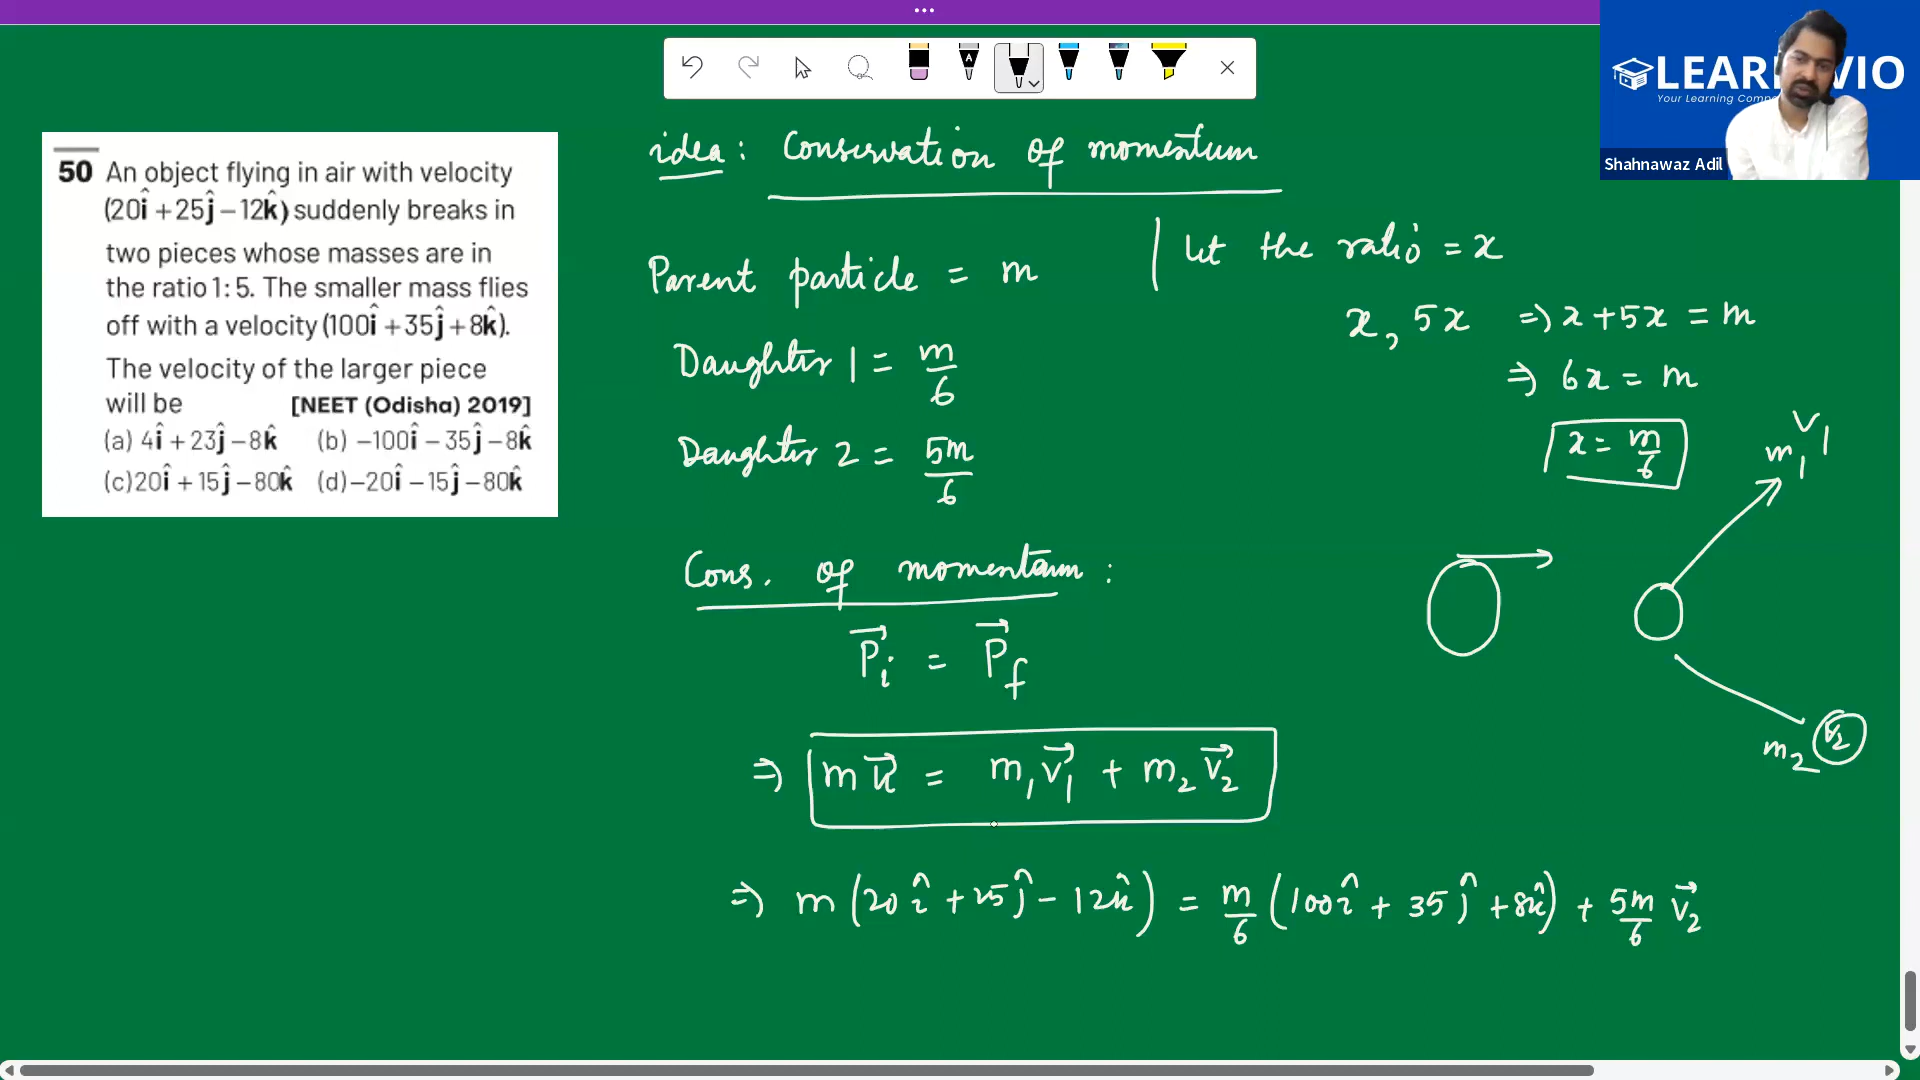 LEAR VIO
Your Learning Comp
Shahnawaz Adil
50 An object flying in air with velocity
(20î + 25ĵ – 12k̂) suddenly breaks in
two pieces whose masses are in
the ratio 1 : 5. The smaller mass flies
off with a velocity (100î + 35ĵ + 8k̂).
The velocity of the larger piece
will be [NEET (Odisha) 2019]
(a) 4î + 23ĵ – 8k̂ (b) –100î – 35ĵ – 8k̂
(c) 20î + 15ĵ – 80k̂ (d) –20î – 15ĵ – 80k̂
idea : Conservation of momentum
Parent particle = m
Daughter 1 = m/6
Daughter 2 = 5m/6
let the ratio = x
x, 5x ⇒ x + 5x = m
⇒ 6x = m
x = m/6
m₁ V₁
m₂ V₂
Cons. of momentum :
P⃗i = P⃗f
⇒ m u⃗ = m₁ v⃗₁ + m₂ v⃗₂
⇒ m (20î + 25ĵ – 12k̂) = m/6 (100î + 35ĵ + 8k̂) + 5m/6 v⃗₂